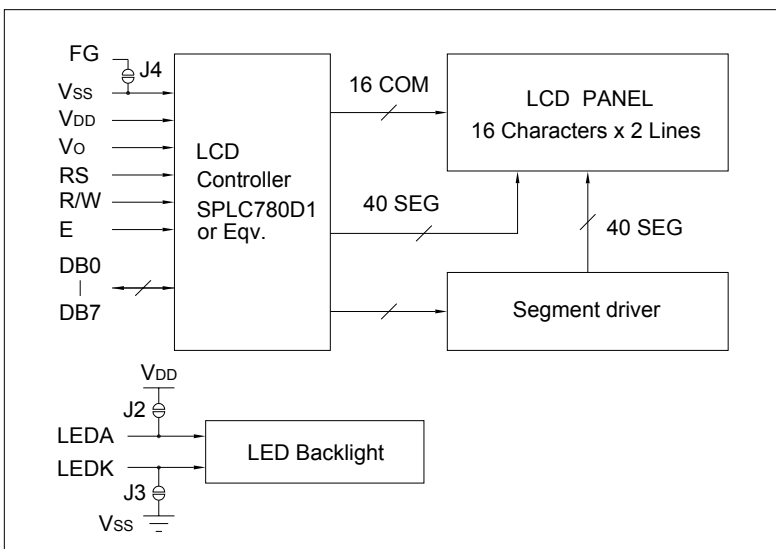 FG
J4
VSS
VDD
VO
RS
R/W
E
DB0
DB7
LCD
Controller
SPLC780D1
or Eqv.
16 COM
40 SEG
LCD PANEL
16 Characters x 2 Lines
40 SEG
Segment driver
VDD
J2
LEDA
LEDK
J3
VSS
LED Backlight